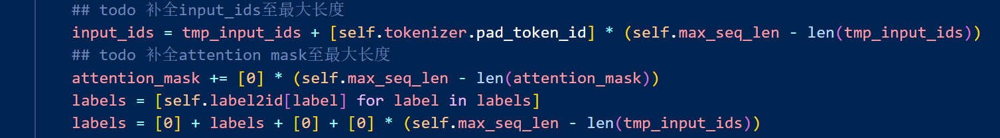 ## todo 补全input_ids至最大长度
input_ids = tmp_input_ids + [self.tokenizer.pad_token_id] * (self.max_seq_len - len(tmp_input_ids))
## todo 补全attention mask至最大长度
attention_mask += [0] * (self.max_seq_len - len(attention_mask))
labels = [self.label2id[label] for label in labels]
labels = [0] + labels + [0] + [0] * (self.max_seq_len - len(tmp_input_ids))